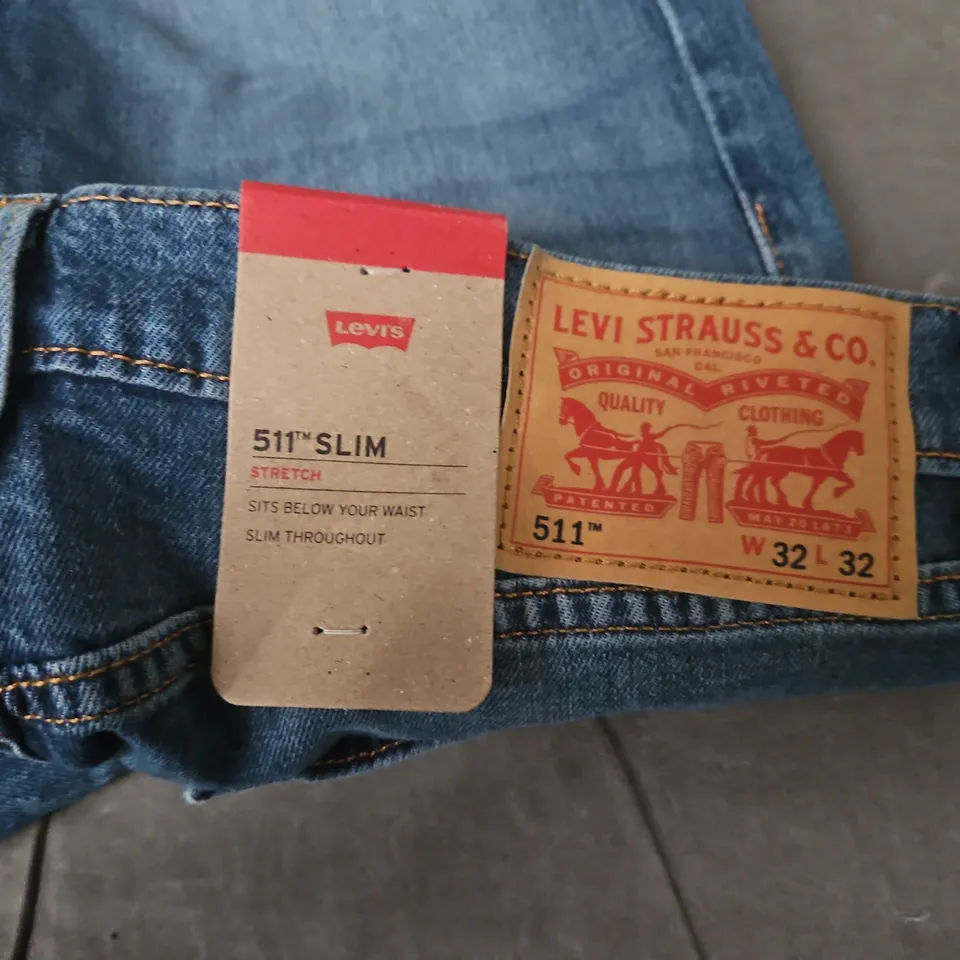 LEVI'S
511™ SLIM
STRETCH
SITS BELOW YOUR WAIST
SLIM THROUGHOUT
LEVI STRAUSS & CO.
SAN FRANCISCO
CAL.
ORIGINAL RIVETED
QUALITY CLOTHING
PATENTED MAY 20 1873
511™ W 32 L 32